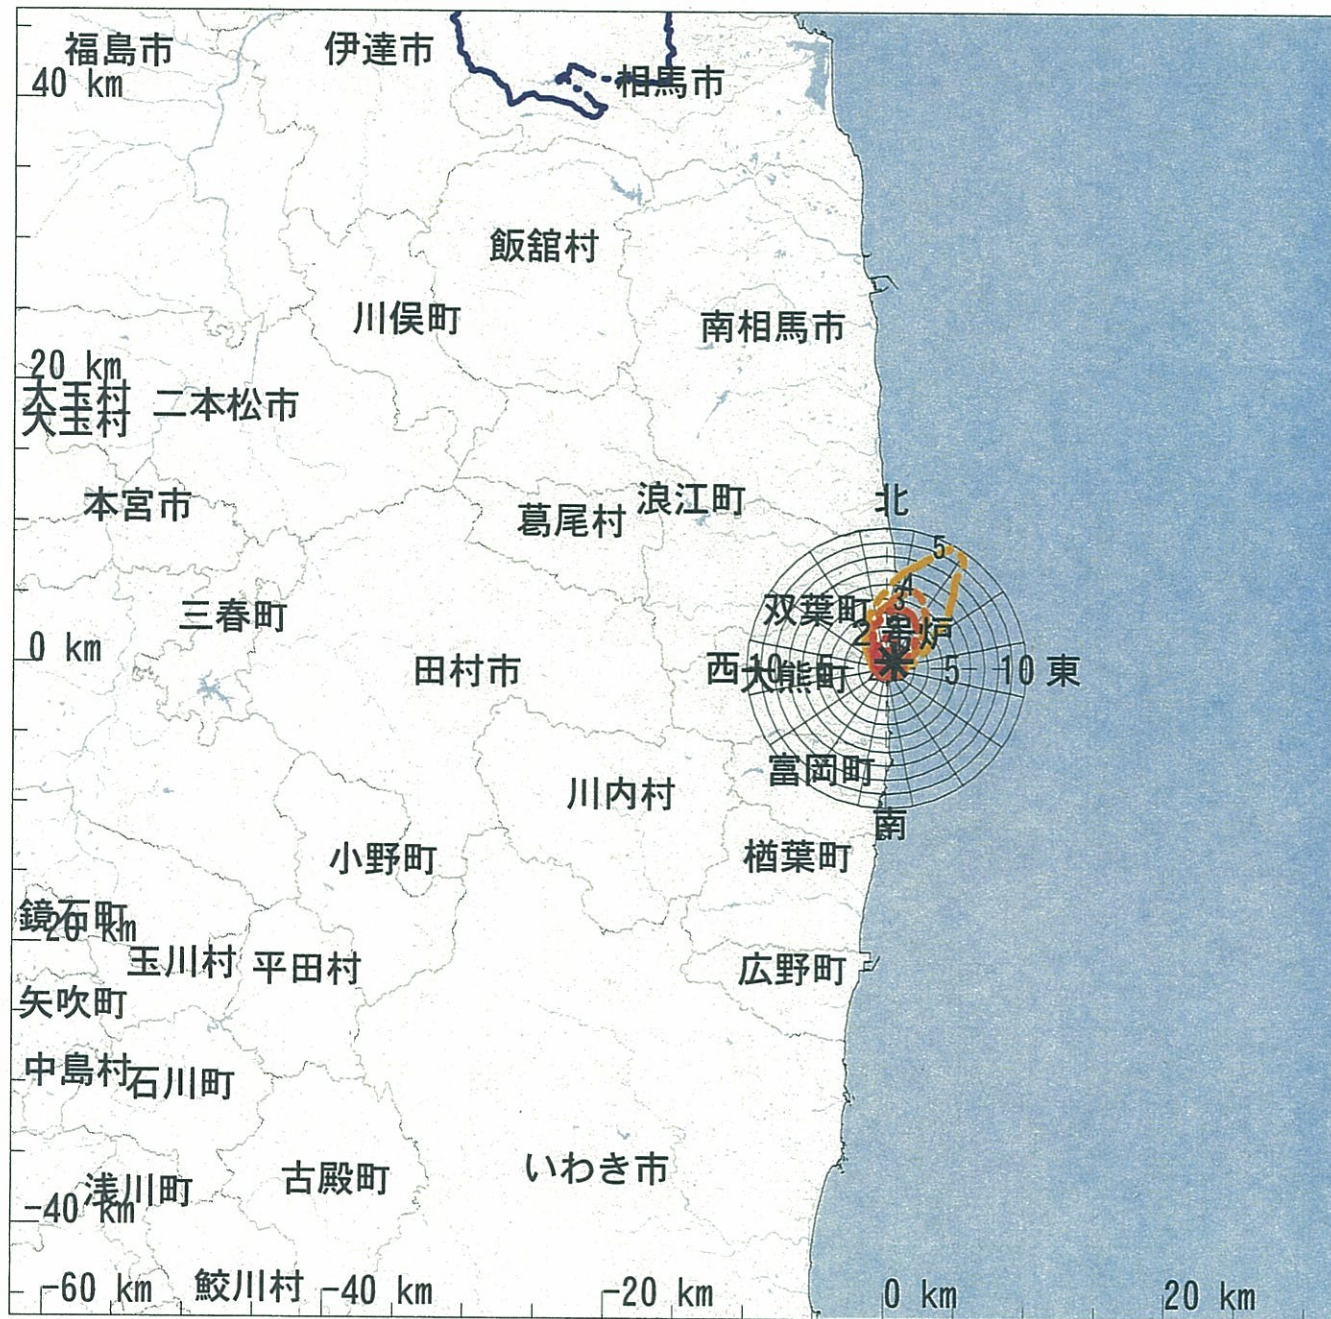 福島市
伊達市
相馬市
40 km
飯舘村
川俣町
南相馬市
20 km
大玉村
大玉村
二本松市
本宮市
葛尾村
浪江町
北
5
4
3
双葉町
三春町
2号炉
0 km
田村市
西
10
5
大熊町
5
10
東
富岡町
川内村
南
小野町
楢葉町
鏡石町
-20 km
玉川村
平田村
広野町
矢吹町
中島村
石川町
いわき市
古殿町
浅川町
-40 km
-60 km
鮫川村
-40 km
-20 km
0 km
20 km